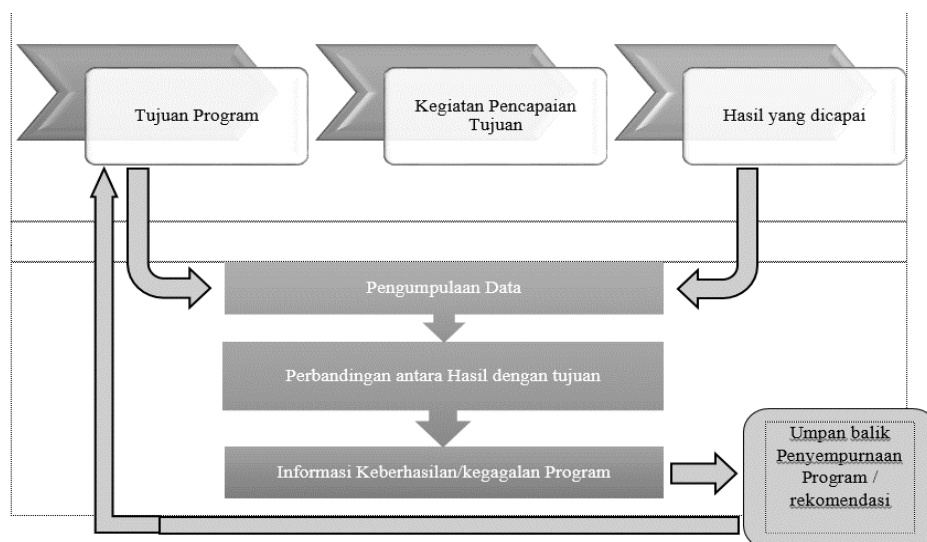 Tujuan Program
Kegiatan Pencapaian
Tujuan
Hasil yang dicapai
Pengumpulaan Data
Perbandingan antara Hasil dengan tujuan
Informasi Keberhasilan/kegagalan Program
Umpan balik
Penyempurnaan
Program /
rekomendasi